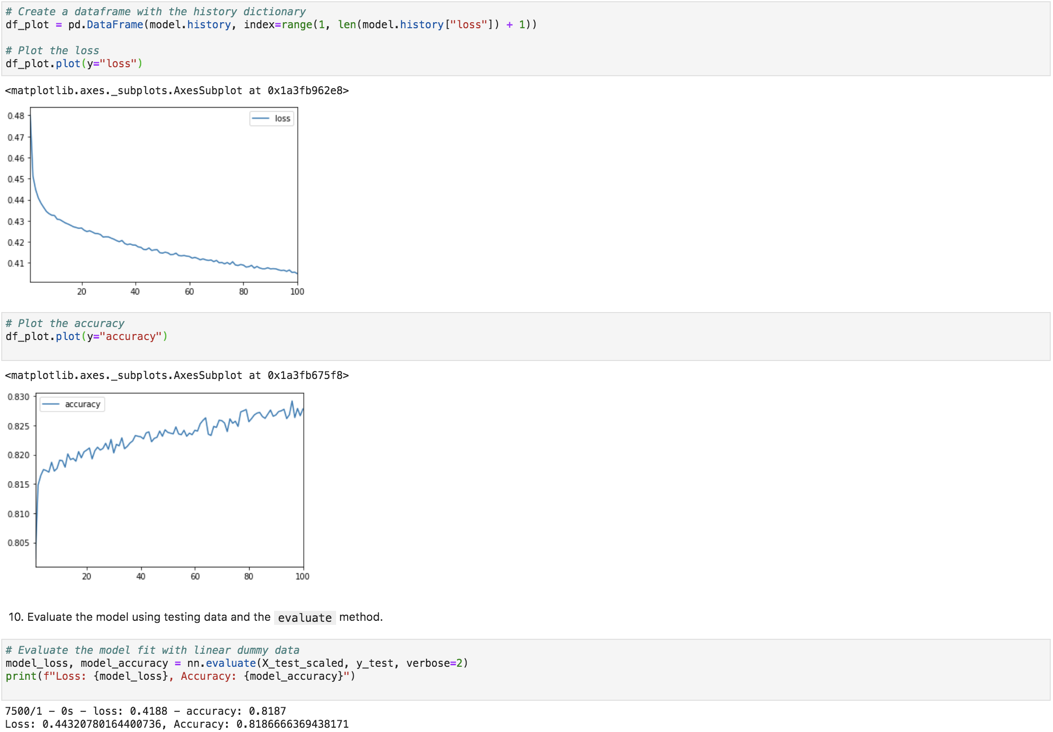 # Create a dataframe with the history dictionary
df_plot = pd.DataFrame(model.history, index=range(1, len(model.history["loss"]) + 1))
# Plot the loss
df_plot.plot(y="loss")
<matplotlib.axes._subplots.AxesSubplot at 0x1a3fb962e8>
loss
0.48
0.47
0.46
0.45
0.44
0.43
0.42
0.41
20 40 60 80 100
# Plot the accuracy
df_plot.plot(y="accuracy")
<matplotlib.axes._subplots.AxesSubplot at 0x1a3fb675f8>
accuracy
0.830
0.825
0.820
0.815
0.810
0.805
20 40 60 80 100
10. Evaluate the model using testing data and the evaluate method.
# Evaluate the model fit with linear dummy data
model_loss, model_accuracy = nn.evaluate(X_test_scaled, y_test, verbose=2)
print(f"Loss: {model_loss}, Accuracy: {model_accuracy}")
7500/1 - 0s - loss: 0.4188 - accuracy: 0.8187
Loss: 0.44320780164400736, Accuracy: 0.8186666369438171